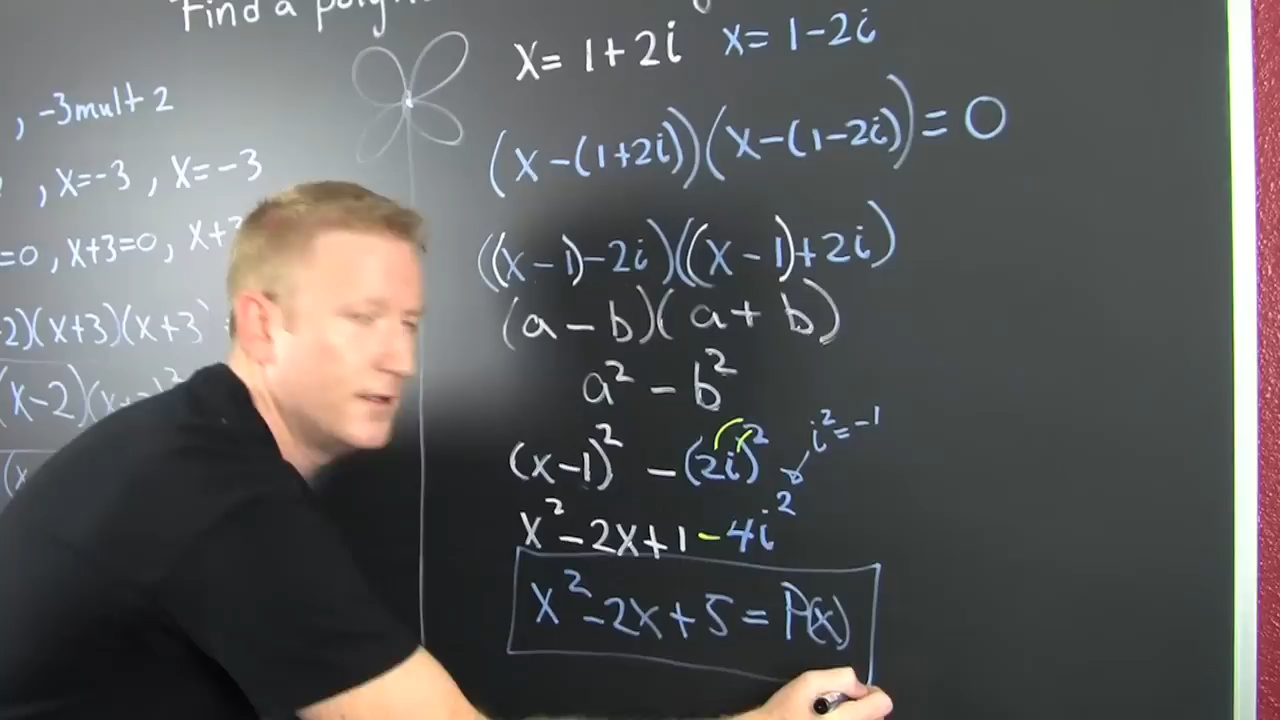 Find a
, -3mult 2
, x=-3 , x=-3
=0 , x+3=0 , x+3
2)(x+3)(x+3
(x-2)(x
(x
x= 1+2i x= 1-2i
(x-(1+2i))(x-(1-2i))=0
((x-1)-2i)((x-1)+2i)
(a-b)(a+b)
a²-b²
(x-1)² -(2i)² i²=-1
x²-2x+1-4i²
x²-2x+5=P(x)